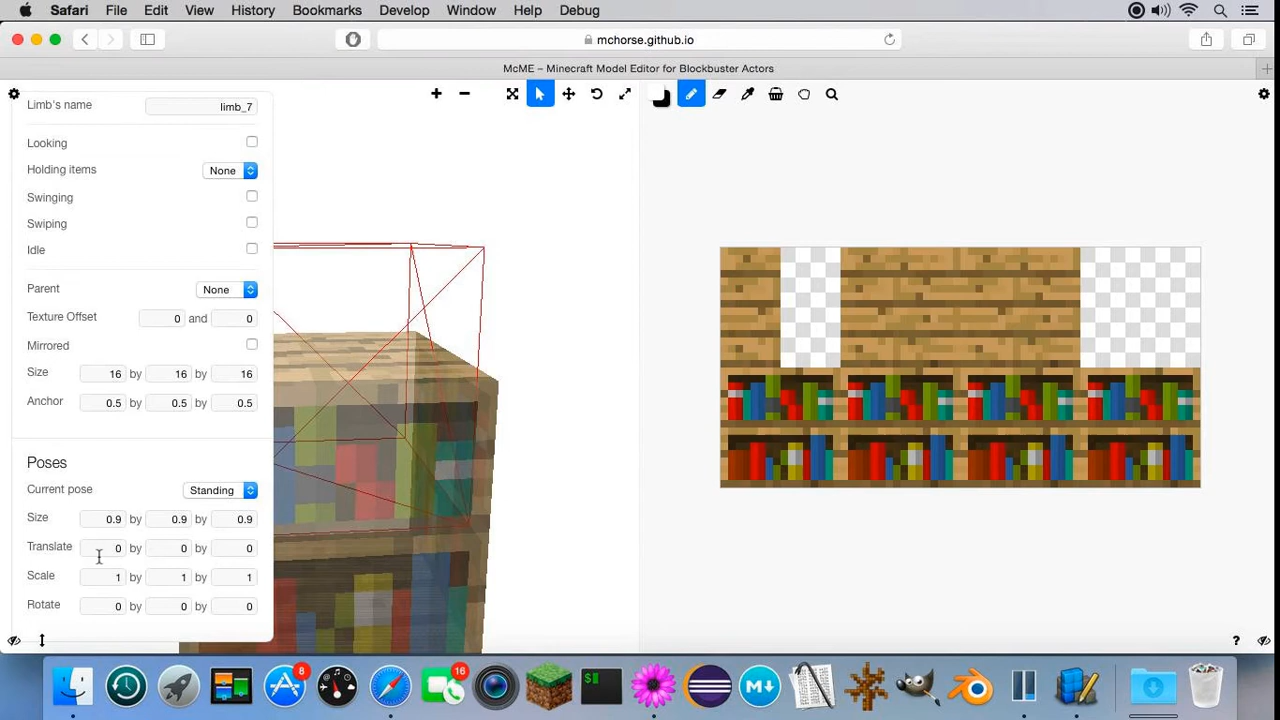 Safari File Edit View History Bookmarks Develop Window Help Debug
mchorse.github.io
McME – Minecraft Model Editor for Blockbuster Actors
Limb's name limb_7
Looking
Holding items None
Swinging
Swiping
Idle
Parent None
Texture Offset 0 and 0
Mirrored
Size 16 by 16 by 16
Anchor 0.5 by 0.5 by 0.5
Poses
Current pose Standing
Size 0.9 by 0.9 by 0.9
Translate 0 by 0 by 0
Scale 1 by 1 by 1
Rotate 0 by 0 by 0
?
8
16
$
M